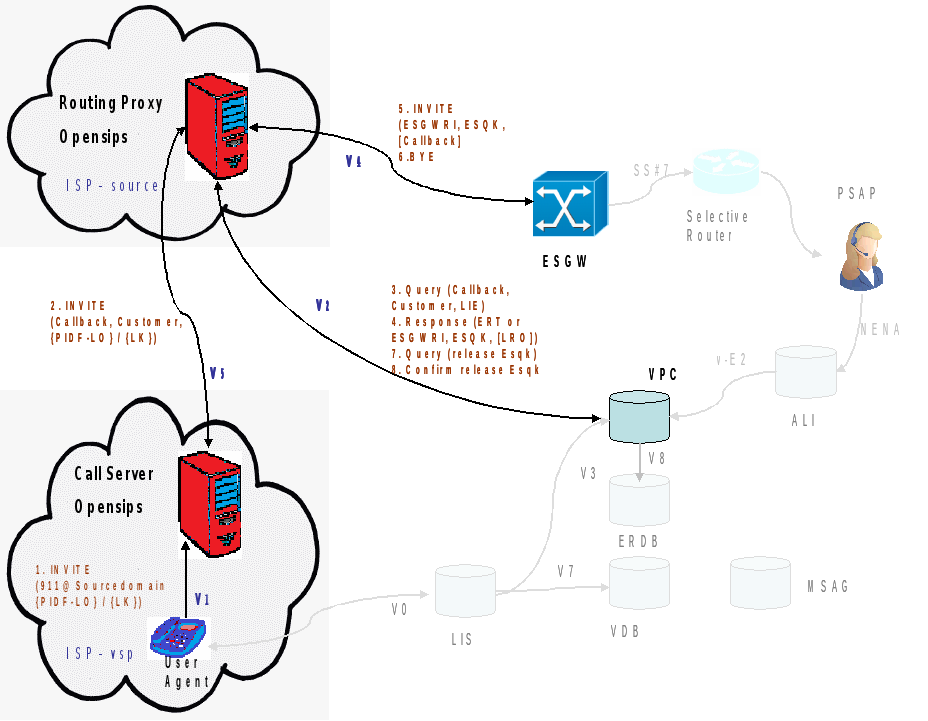 Routing Proxy
Opensips
ISP - source
5. INVITE
(ESGWRI, ESQK,
[Callback]
6.BYE
V4
SS#7
Selective
Router
PSAP
ESGW
2. INVITE
(Callback, Customer,
{PIDF-LO} / {LK})
V2
3. Query (Callback,
Customer, LIE)
4. Response (ERT or
ESGWRI, ESQK, [LRO])
7. Query (release Esqk)
8. Confirm release Esqk
NENA
v-E2
VPC
ALI
V5
V3
V8
Call Server
Opensips
ERDB
1. INVITE
(911@Sourcedomain
{PIDF-LO} / {LK})
V1
V0
V7
LIS
VDB
MSAG
ISP - vsp
User
Agent